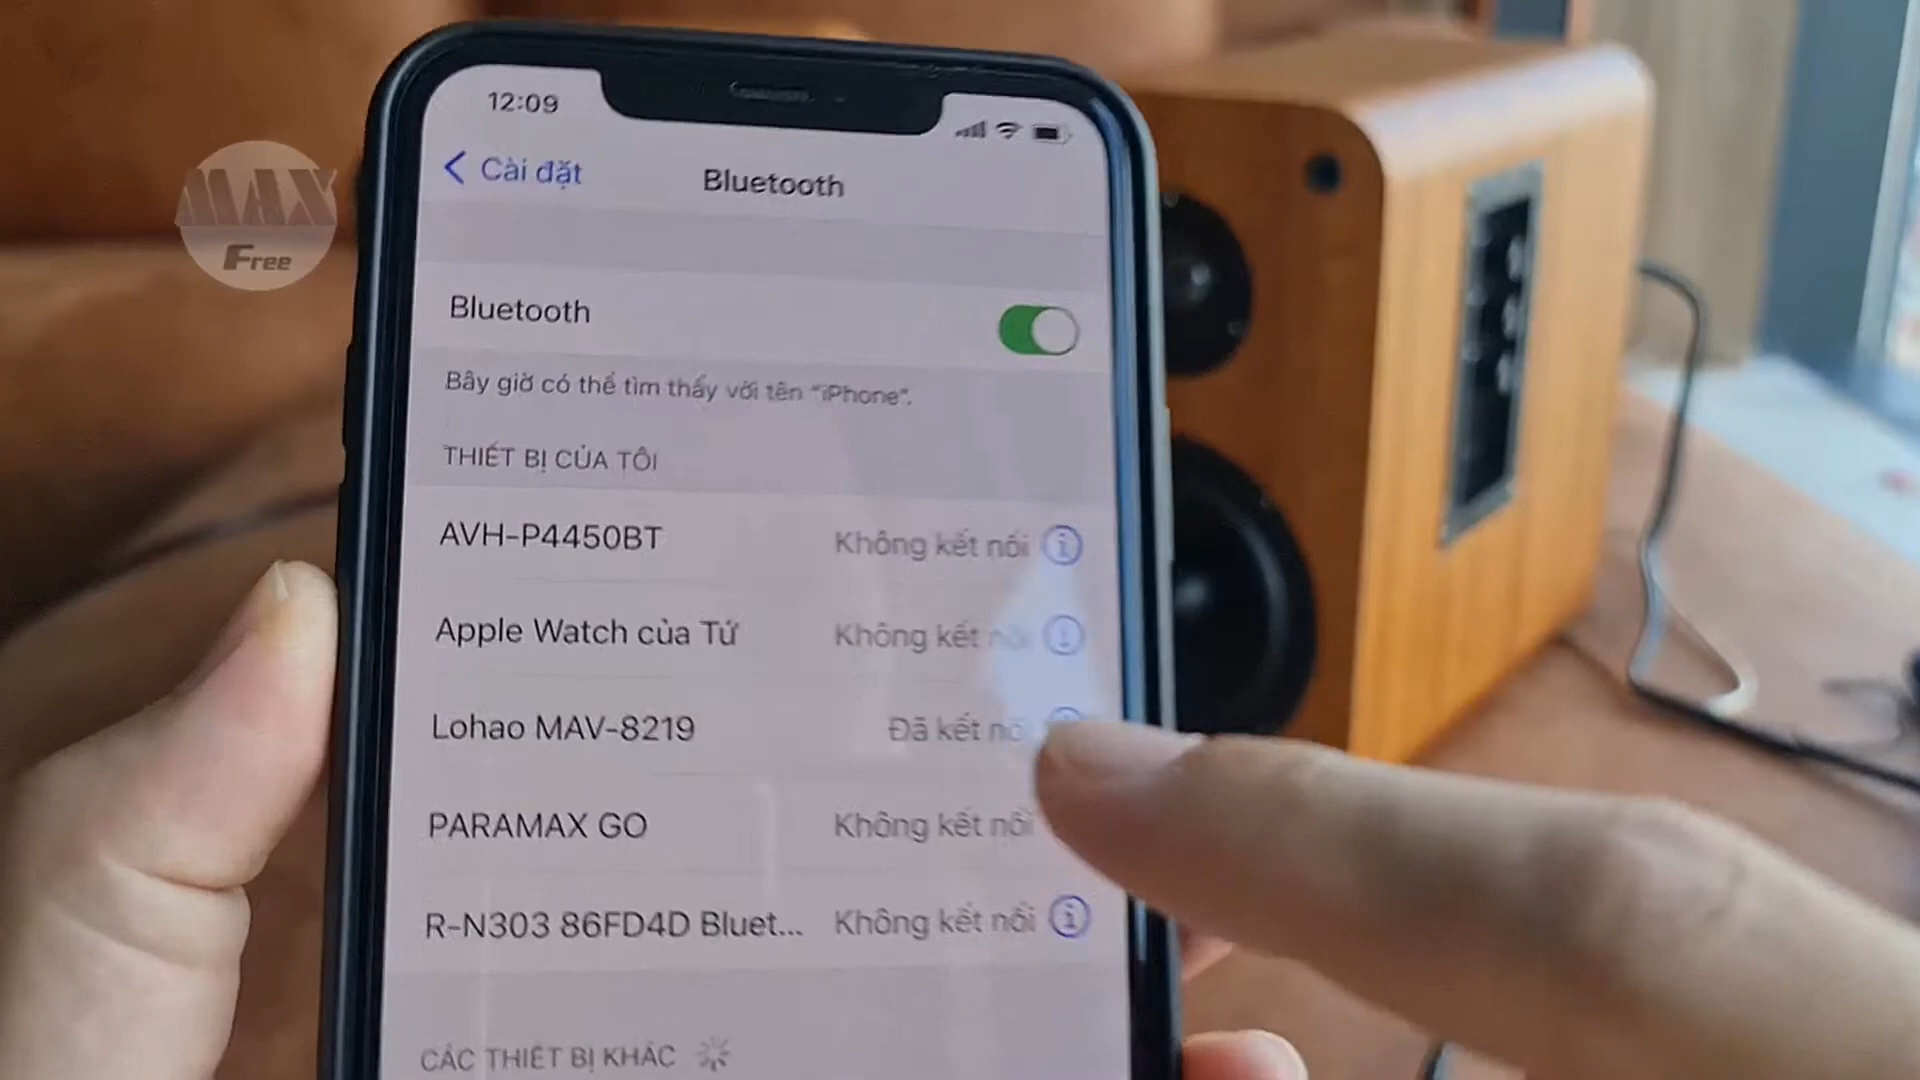 12:09
MAX
Free
Cài đặt
Bluetooth
Bluetooth
Bây giờ có thể tìm thấy với tên "iPhone".
THIẾT BỊ CỦA TÔI
AVH-P4450BT Không kết nối
Apple Watch của Tứ Không kết nối
Lohao MAV-8219 Đã kết nố
PARAMAX GO Không kết nối
R-N303 86FD4D Bluet... Không kết nối
CÁC THIẾT BỊ KHÁC